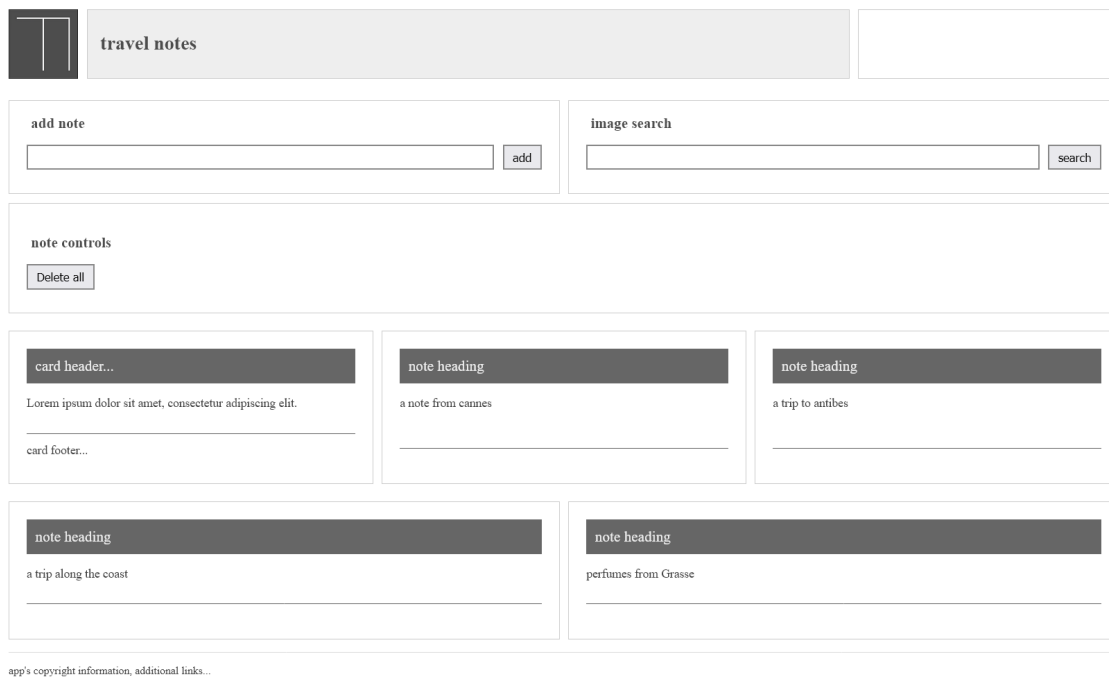 travel notes
add note
image search
add
search
note controls
Delete all
card header...
note heading
note heading
Lorem ipsum dolor sit amet, consectetur adipiscing elit.
a note from cannes
a trip to antibes
card footer...
note heading
note heading
a trip along the coast
perfumes from Grasse
app's copyright information, additional links...